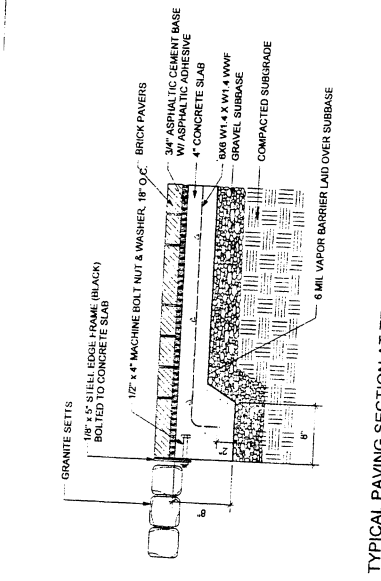 GRANITE SETTS
1/8" x 5" STEEL EDGE FRAME (BLACK)
BOLTED TO CONCRETE SLAB
1/2" x 4" MACHINE BOLT NUT & WASHER, 18" O.C.
BRICK PAVERS
3/4" ASPHALTIC CEMENT BASE
W/ ASPHALTIC ADHESIVE
4" CONCRETE SLAB
6X6 W1.4 X W1.4 WWF
GRAVEL SUBBASE
COMPACTED SUBGRADE
6 MIL VAPOR BARRIER LAID OVER SUBBASE
8"
2"
8"
TYPICAL PAVING SECTION AT